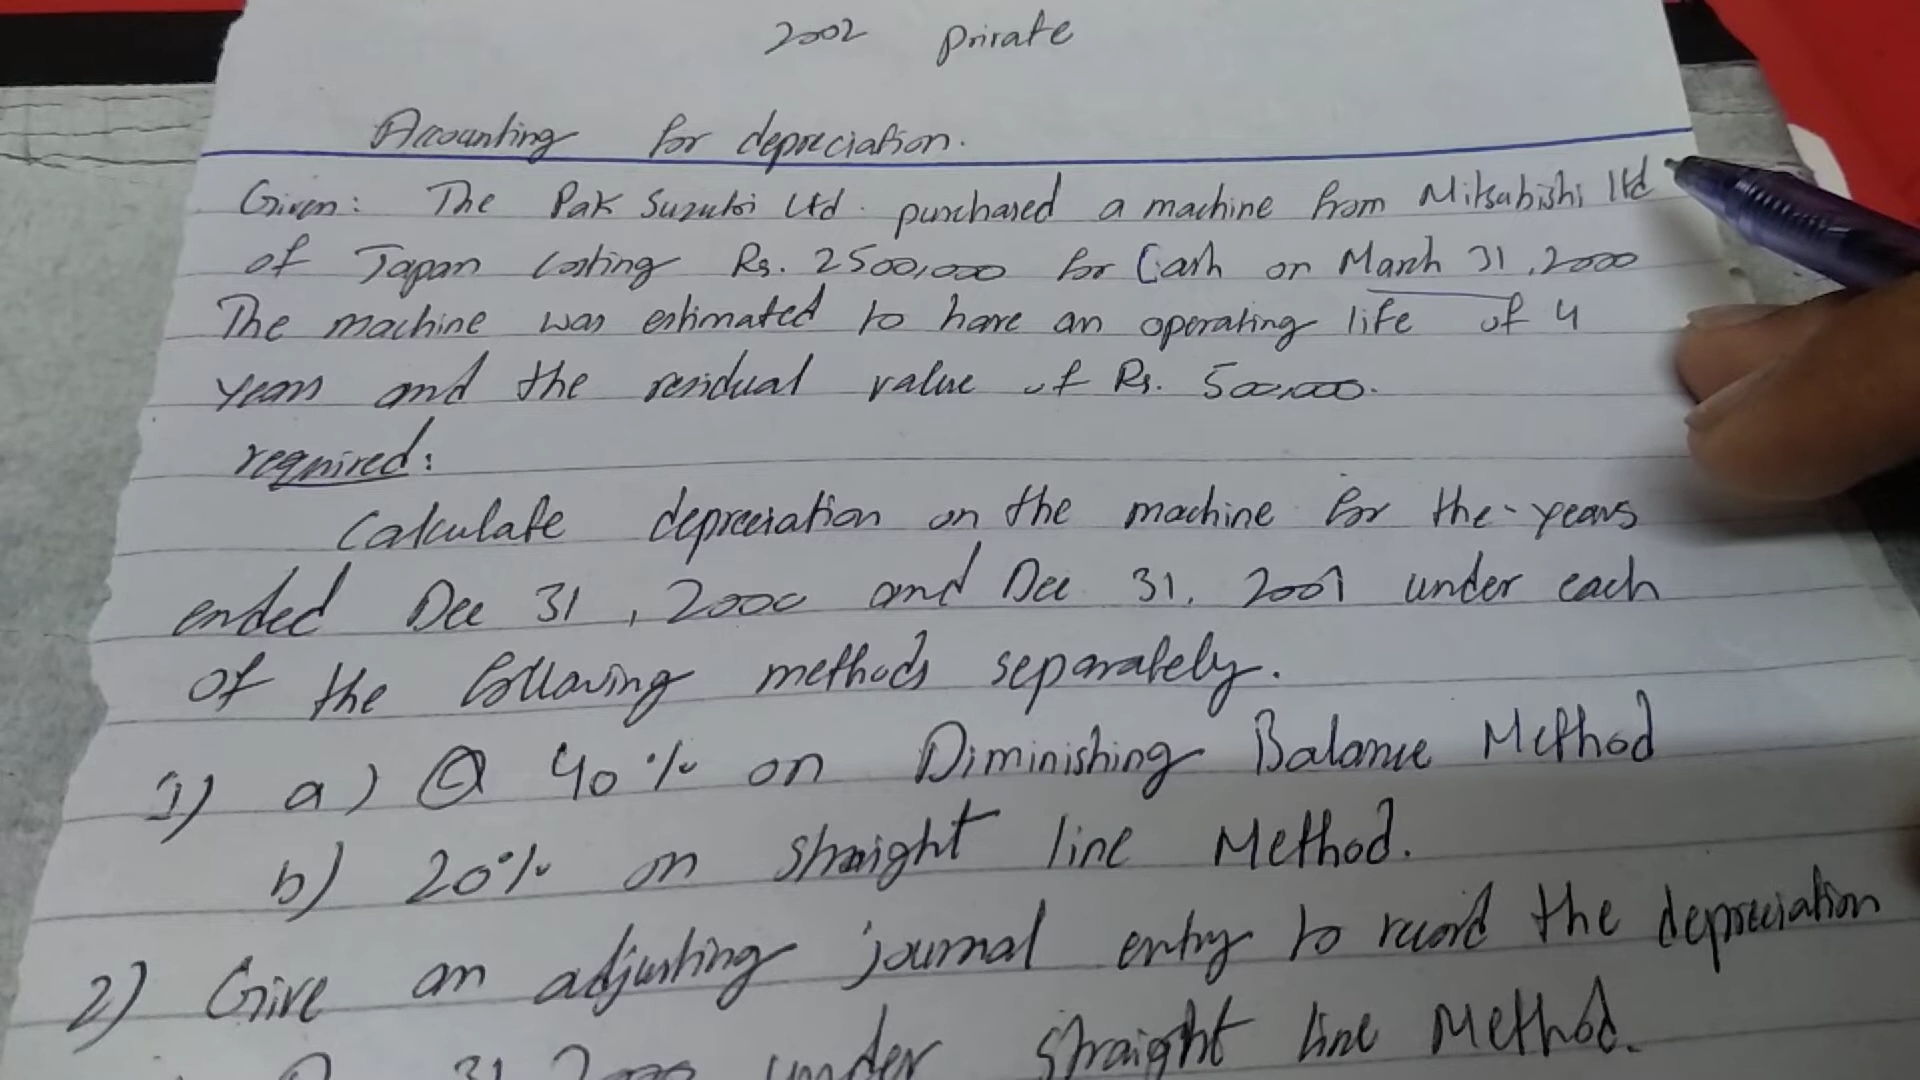 2002 private
Accounting for depreciation.
Given: The Pak Suzuki Ltd. purchased a machine from Mitsabishi ltd
of Japan costing Rs. 2500,000 for Cash on March 31, 2000
The machine was estimated to have an operating life of 4
years and the residual value of Rs. 500,000.
required:
Calculate depreciation on the machine for the years
ended Dec 31, 2000 and Dec 31, 2001 under each
of the following methods separately.
1) a) @ 40% on Diminishing Balance Method
b) 20% on straight line Method.
2) Give an adjusting journal entry to record the depreciation
31 2000 under straight line Method.